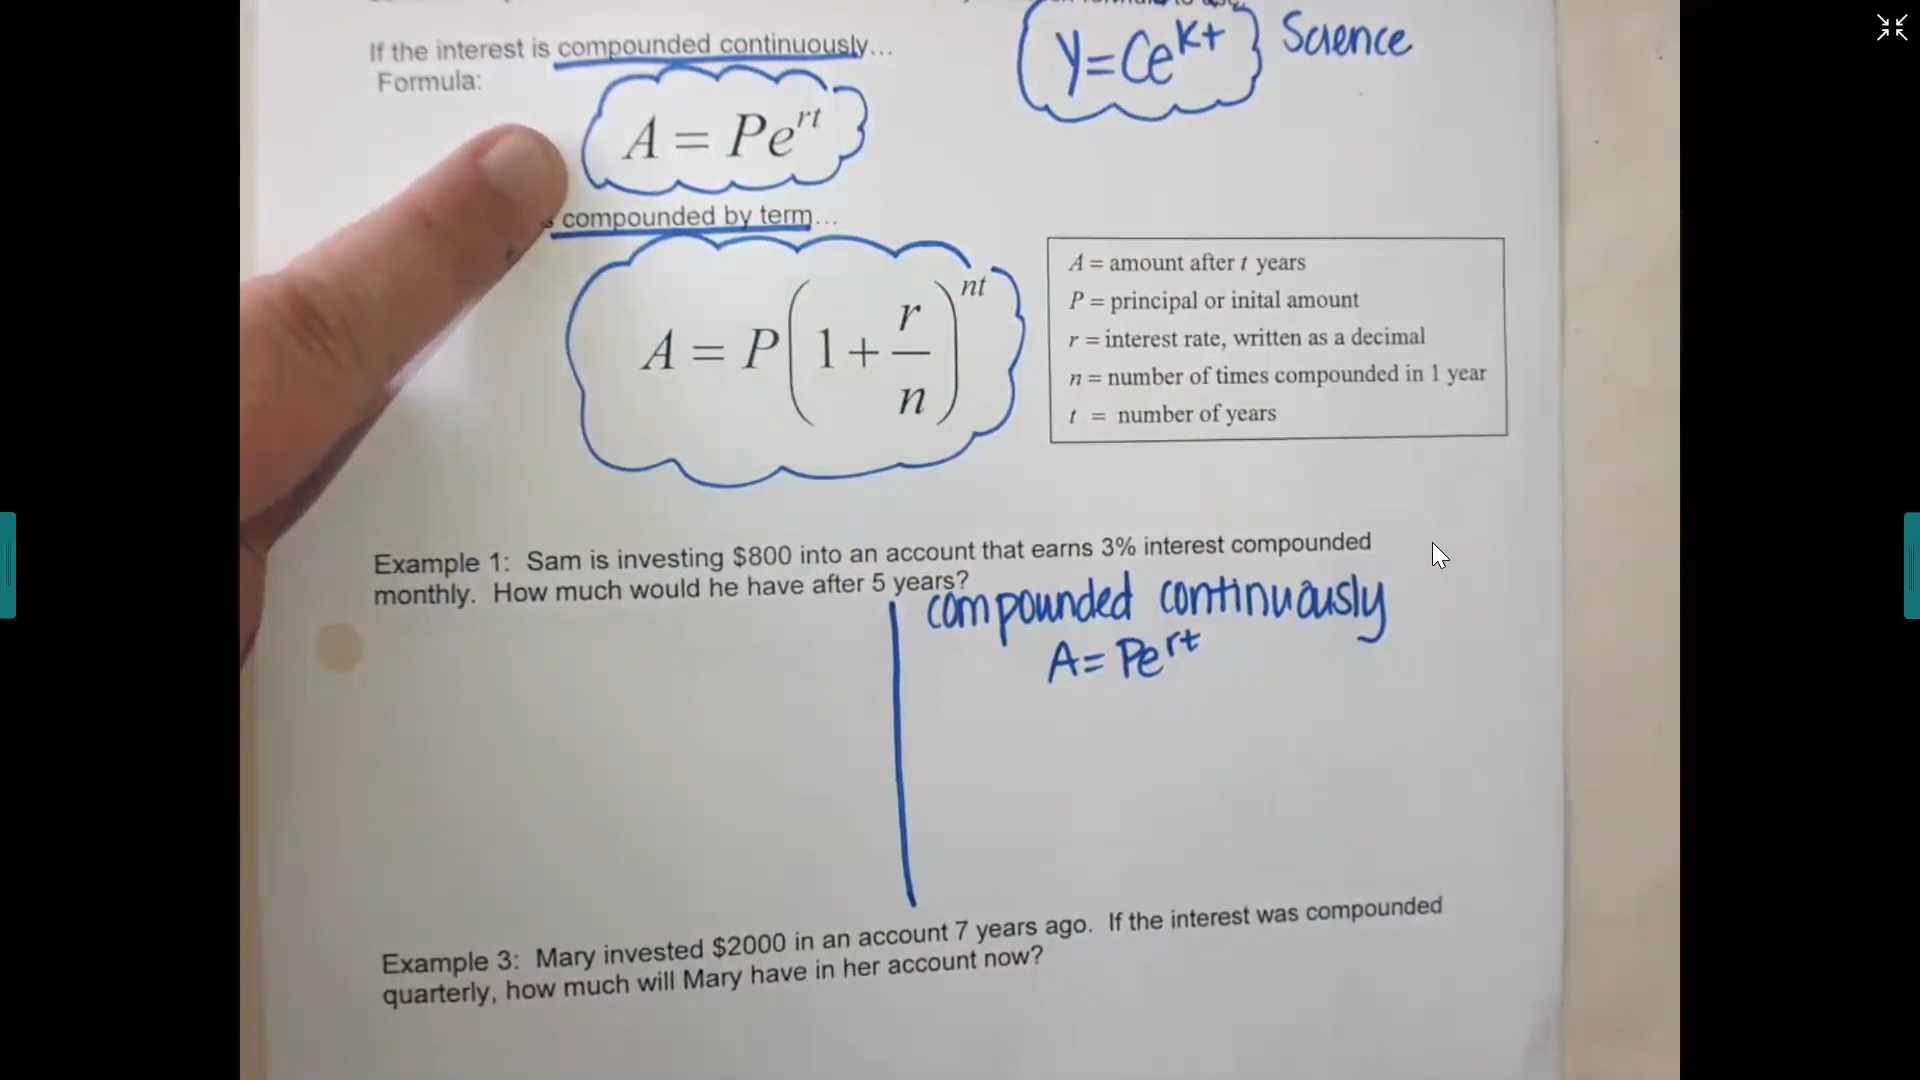 If the interest is compounded continuously...
Formula:
A = Pe^{rt}
y=Ce^{kt} Science
compounded by term...
A = P(1 + r/n)^{nt}
A = amount after t years
P = principal or inital amount
r = interest rate, written as a decimal
n = number of times compounded in 1 year
t = number of years
Example 1: Sam is investing $800 into an account that earns 3% interest compounded
monthly. How much would he have after 5 years?
compounded continuously
A = Pe^{rt}
Example 3: Mary invested $2000 in an account 7 years ago. If the interest was compounded
quarterly, how much will Mary have in her account now?